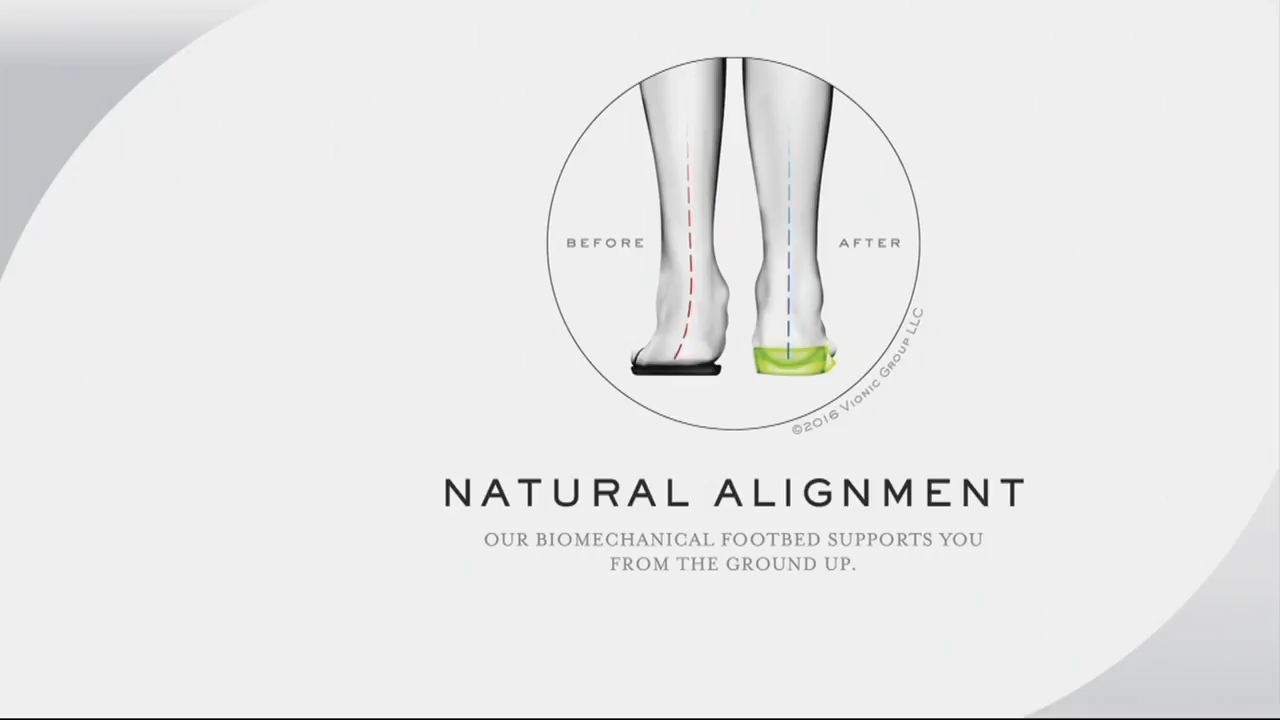 BEFORE
AFTER
©2016 VIONIC GROUP LLC
NATURAL ALIGNMENT
OUR BIOMECHANICAL FOOTBED SUPPORTS YOU
FROM THE GROUND UP.